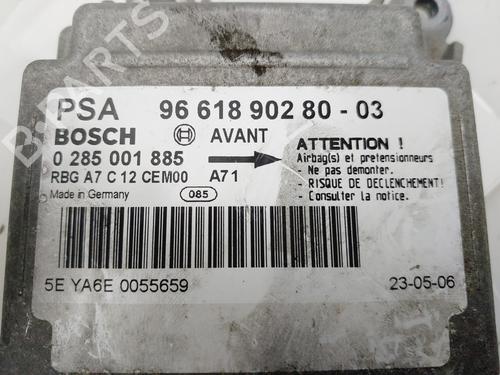 PSA 96 618 902 80 - 03
BOSCH AVANT
0 285 001 885
RBG A7 C 12 CEM00 A71
Made in Germany 085
ATTENTION !
Airbag(s) et pretensionneurs
- Ne pas demonter.
- RISQUE DE DECLENCHEMENT!
- Consulter la notice.
5E YA6E 0055659
23-05-06
B-PARTS